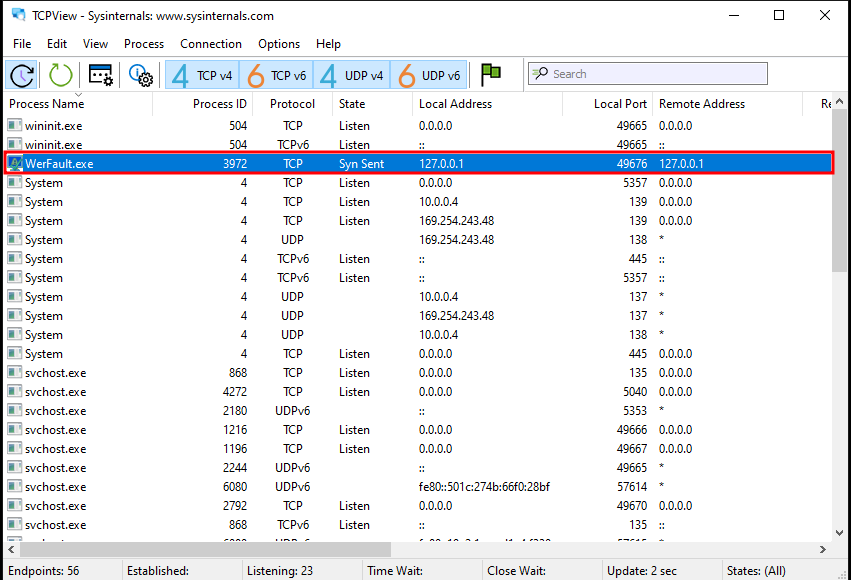 TCPView - Sysinternals: www.sysinternals.com
File Edit View Process Connection Options Help
4 TCP v4 6 TCP v6 4 UDP v4 6 UDP v6 Search
Process Name Process ID Protocol State Local Address Local Port Remote Address Re
wininit.exe 504 TCP Listen 0.0.0.0 49665 0.0.0.0
wininit.exe 504 TCPv6 Listen :: 49665 ::
WerFault.exe 3972 TCP Syn Sent 127.0.0.1 49676 127.0.0.1
System 4 TCP Listen 0.0.0.0 5357 0.0.0.0
System 4 TCP Listen 10.0.0.4 139 0.0.0.0
System 4 TCP Listen 169.254.243.48 139 0.0.0.0
System 4 UDP 169.254.243.48 138 *
System 4 TCPv6 Listen :: 445 ::
System 4 TCPv6 Listen :: 5357 ::
System 4 UDP 10.0.0.4 137 *
System 4 UDP 169.254.243.48 137 *
System 4 UDP 10.0.0.4 138 *
System 4 TCP Listen 0.0.0.0 445 0.0.0.0
svchost.exe 868 TCP Listen 0.0.0.0 135 0.0.0.0
svchost.exe 4272 TCP Listen 0.0.0.0 5040 0.0.0.0
svchost.exe 2180 UDPv6 :: 5353 *
svchost.exe 1216 TCP Listen 0.0.0.0 49666 0.0.0.0
svchost.exe 1196 TCP Listen 0.0.0.0 49667 0.0.0.0
svchost.exe 2244 UDPv6 :: 49665 *
svchost.exe 6080 UDPv6 fe80::501c:274b:66f0:28bf 57614 *
svchost.exe 2792 TCP Listen 0.0.0.0 49670 0.0.0.0
svchost.exe 868 TCPv6 Listen :: 135 ::
Endpoints: 56 Established: Listening: 23 Time Wait: Close Wait: Update: 2 sec States: (All)